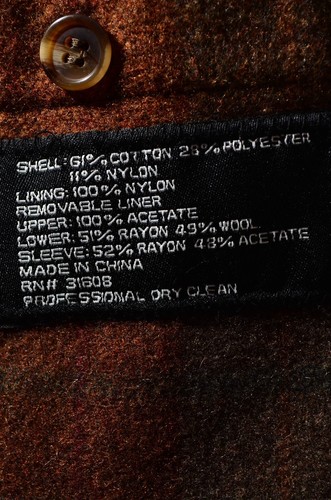 SHELL: 61% COTTON 28% POLYESTER
11% NYLON
LINING: 100% NYLON
REMOVABLE LINER
UPPER: 100% ACETATE
LOWER: 51% RAYON 49% WOOL
SLEEVE: 52% RAYON 48% ACETATE
MADE IN CHINA
RN# 31608
PROFESSIONAL DRY CLEAN